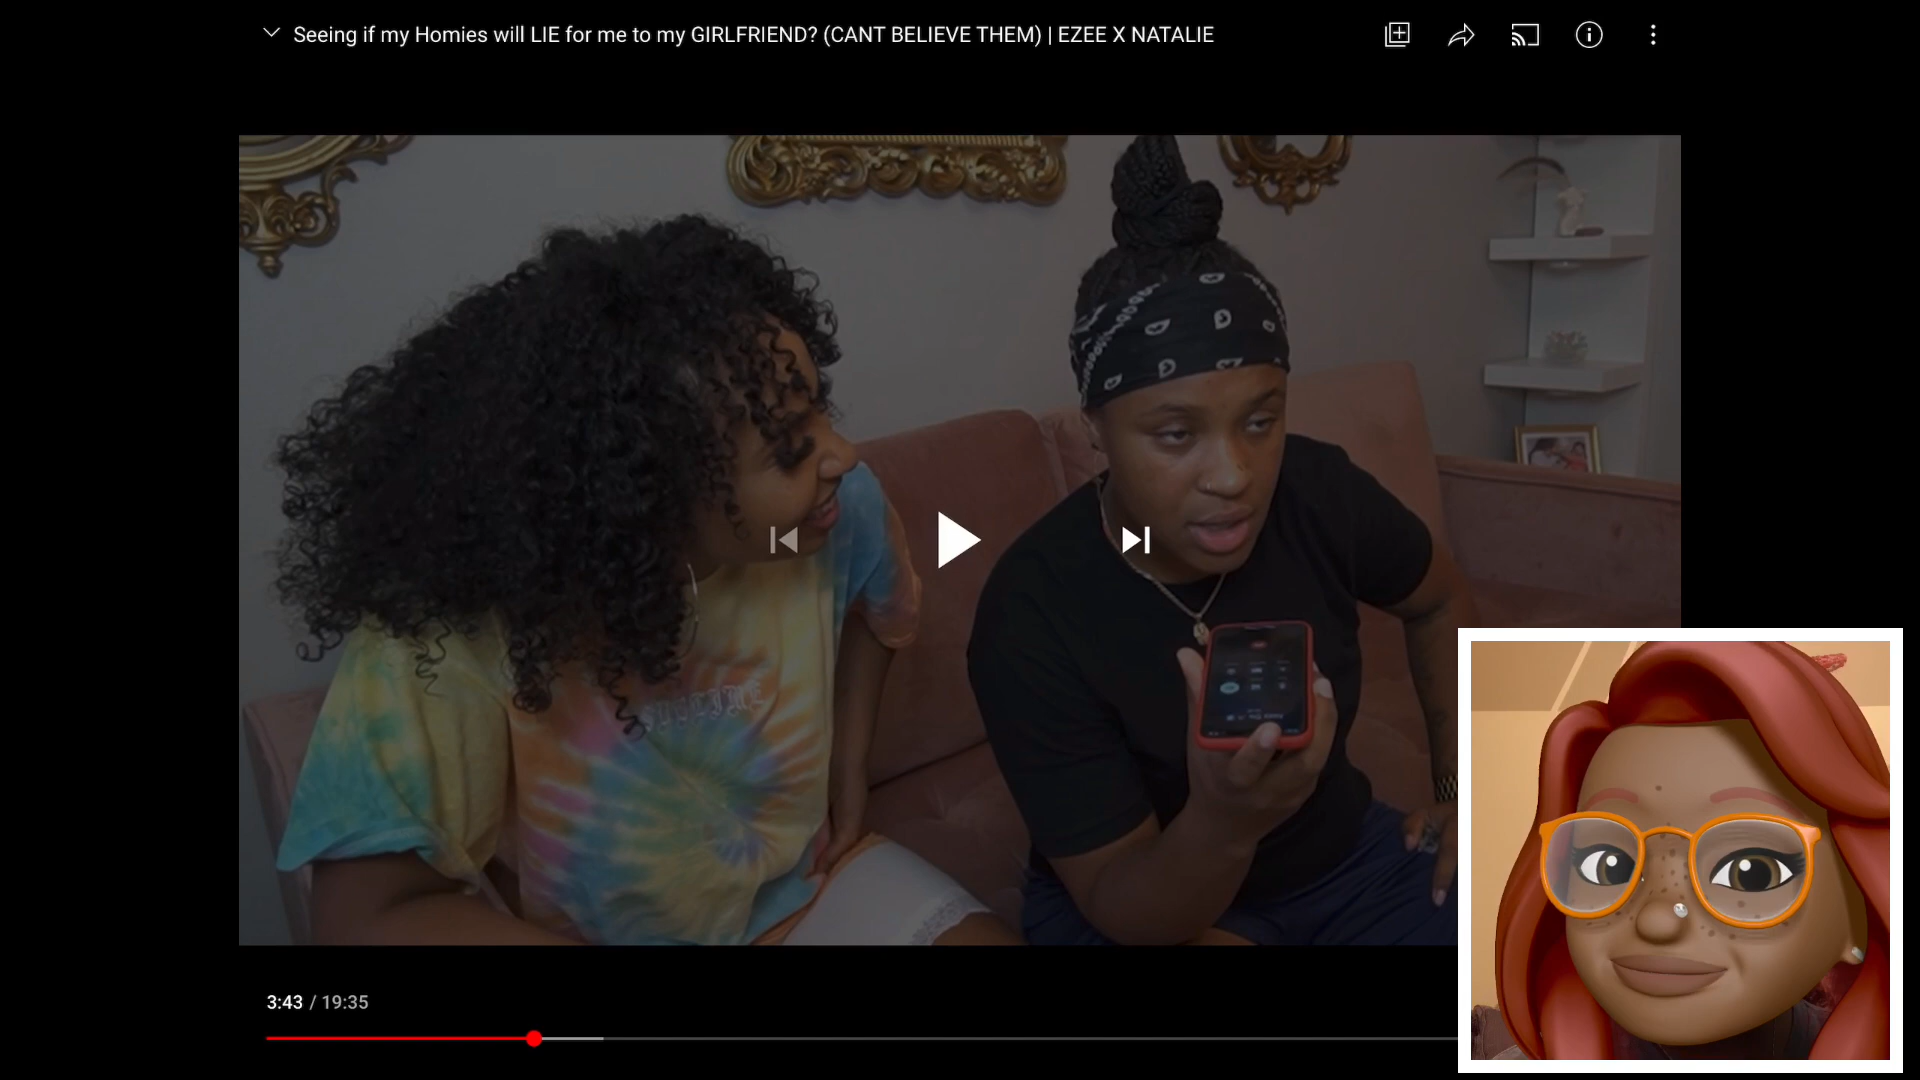 Seeing if my Homies will LIE for me to my GIRLFRIEND? (CANT BELIEVE THEM) | EZEE X NATALIE
3:43 / 19:35